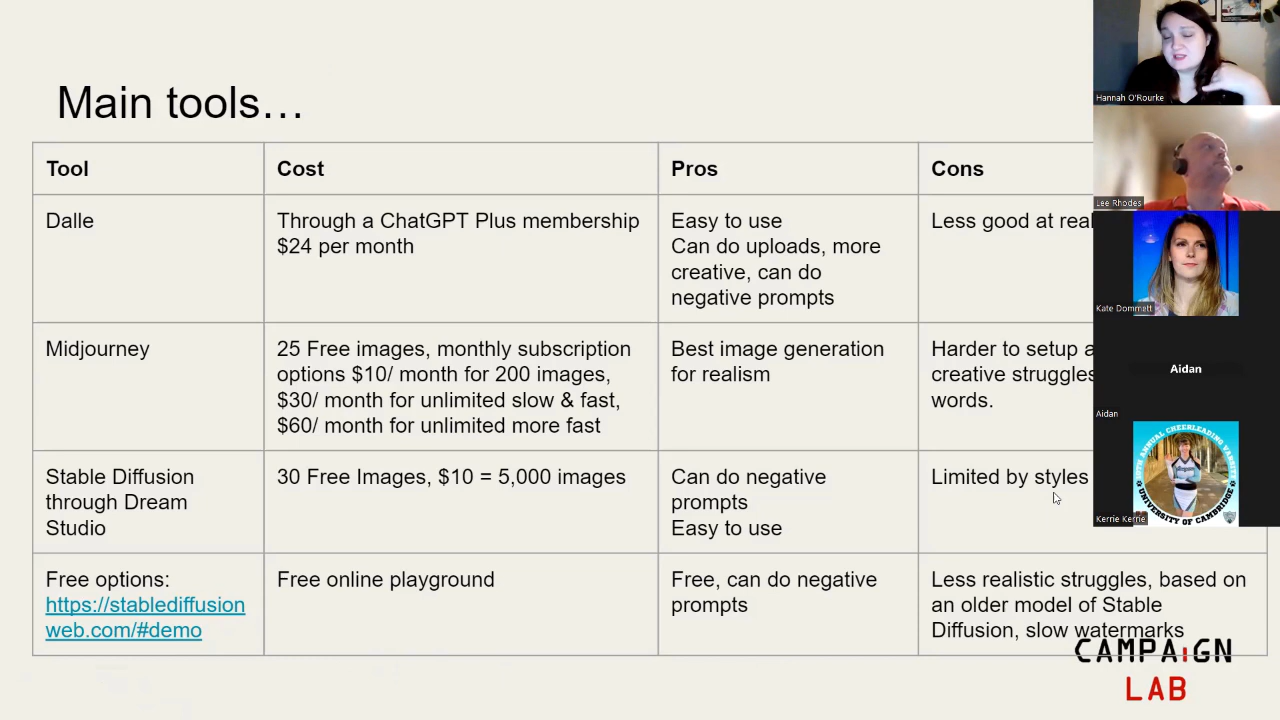 Main tools…
Tool
Cost
Pros
Cons
Dalle
Through a ChatGPT Plus membership
$24 per month
Easy to use
Can do uploads, more
creative, can do
negative prompts
Less good at
Midjourney
25 Free images, monthly subscription
options $10/ month for 200 images,
$30/ month for unlimited slow & fast,
$60/ month for unlimited more fast
Best image generation
for realism
Harder to setup
creative struggles
words.
Stable Diffusion
through Dream
Studio
30 Free Images, $10 = 5,000 images
Can do negative
prompts
Easy to use
Limited by styles
Free options:
https://stablediffusion
web.com/#demo
Free online playground
Free, can do negative
prompts
Less realistic struggles, based on
an older model of Stable
Diffusion, slow watermarks
CAMPAiGN
LAB
Hannah O'Rourke
Lee Rhodes
Kate Dommett
Aidan
Aidan
ANNUAL CHEERLEADING VARSITY
UNIVERSITY OF CAMBRIDGE
Kerrie Kerrie